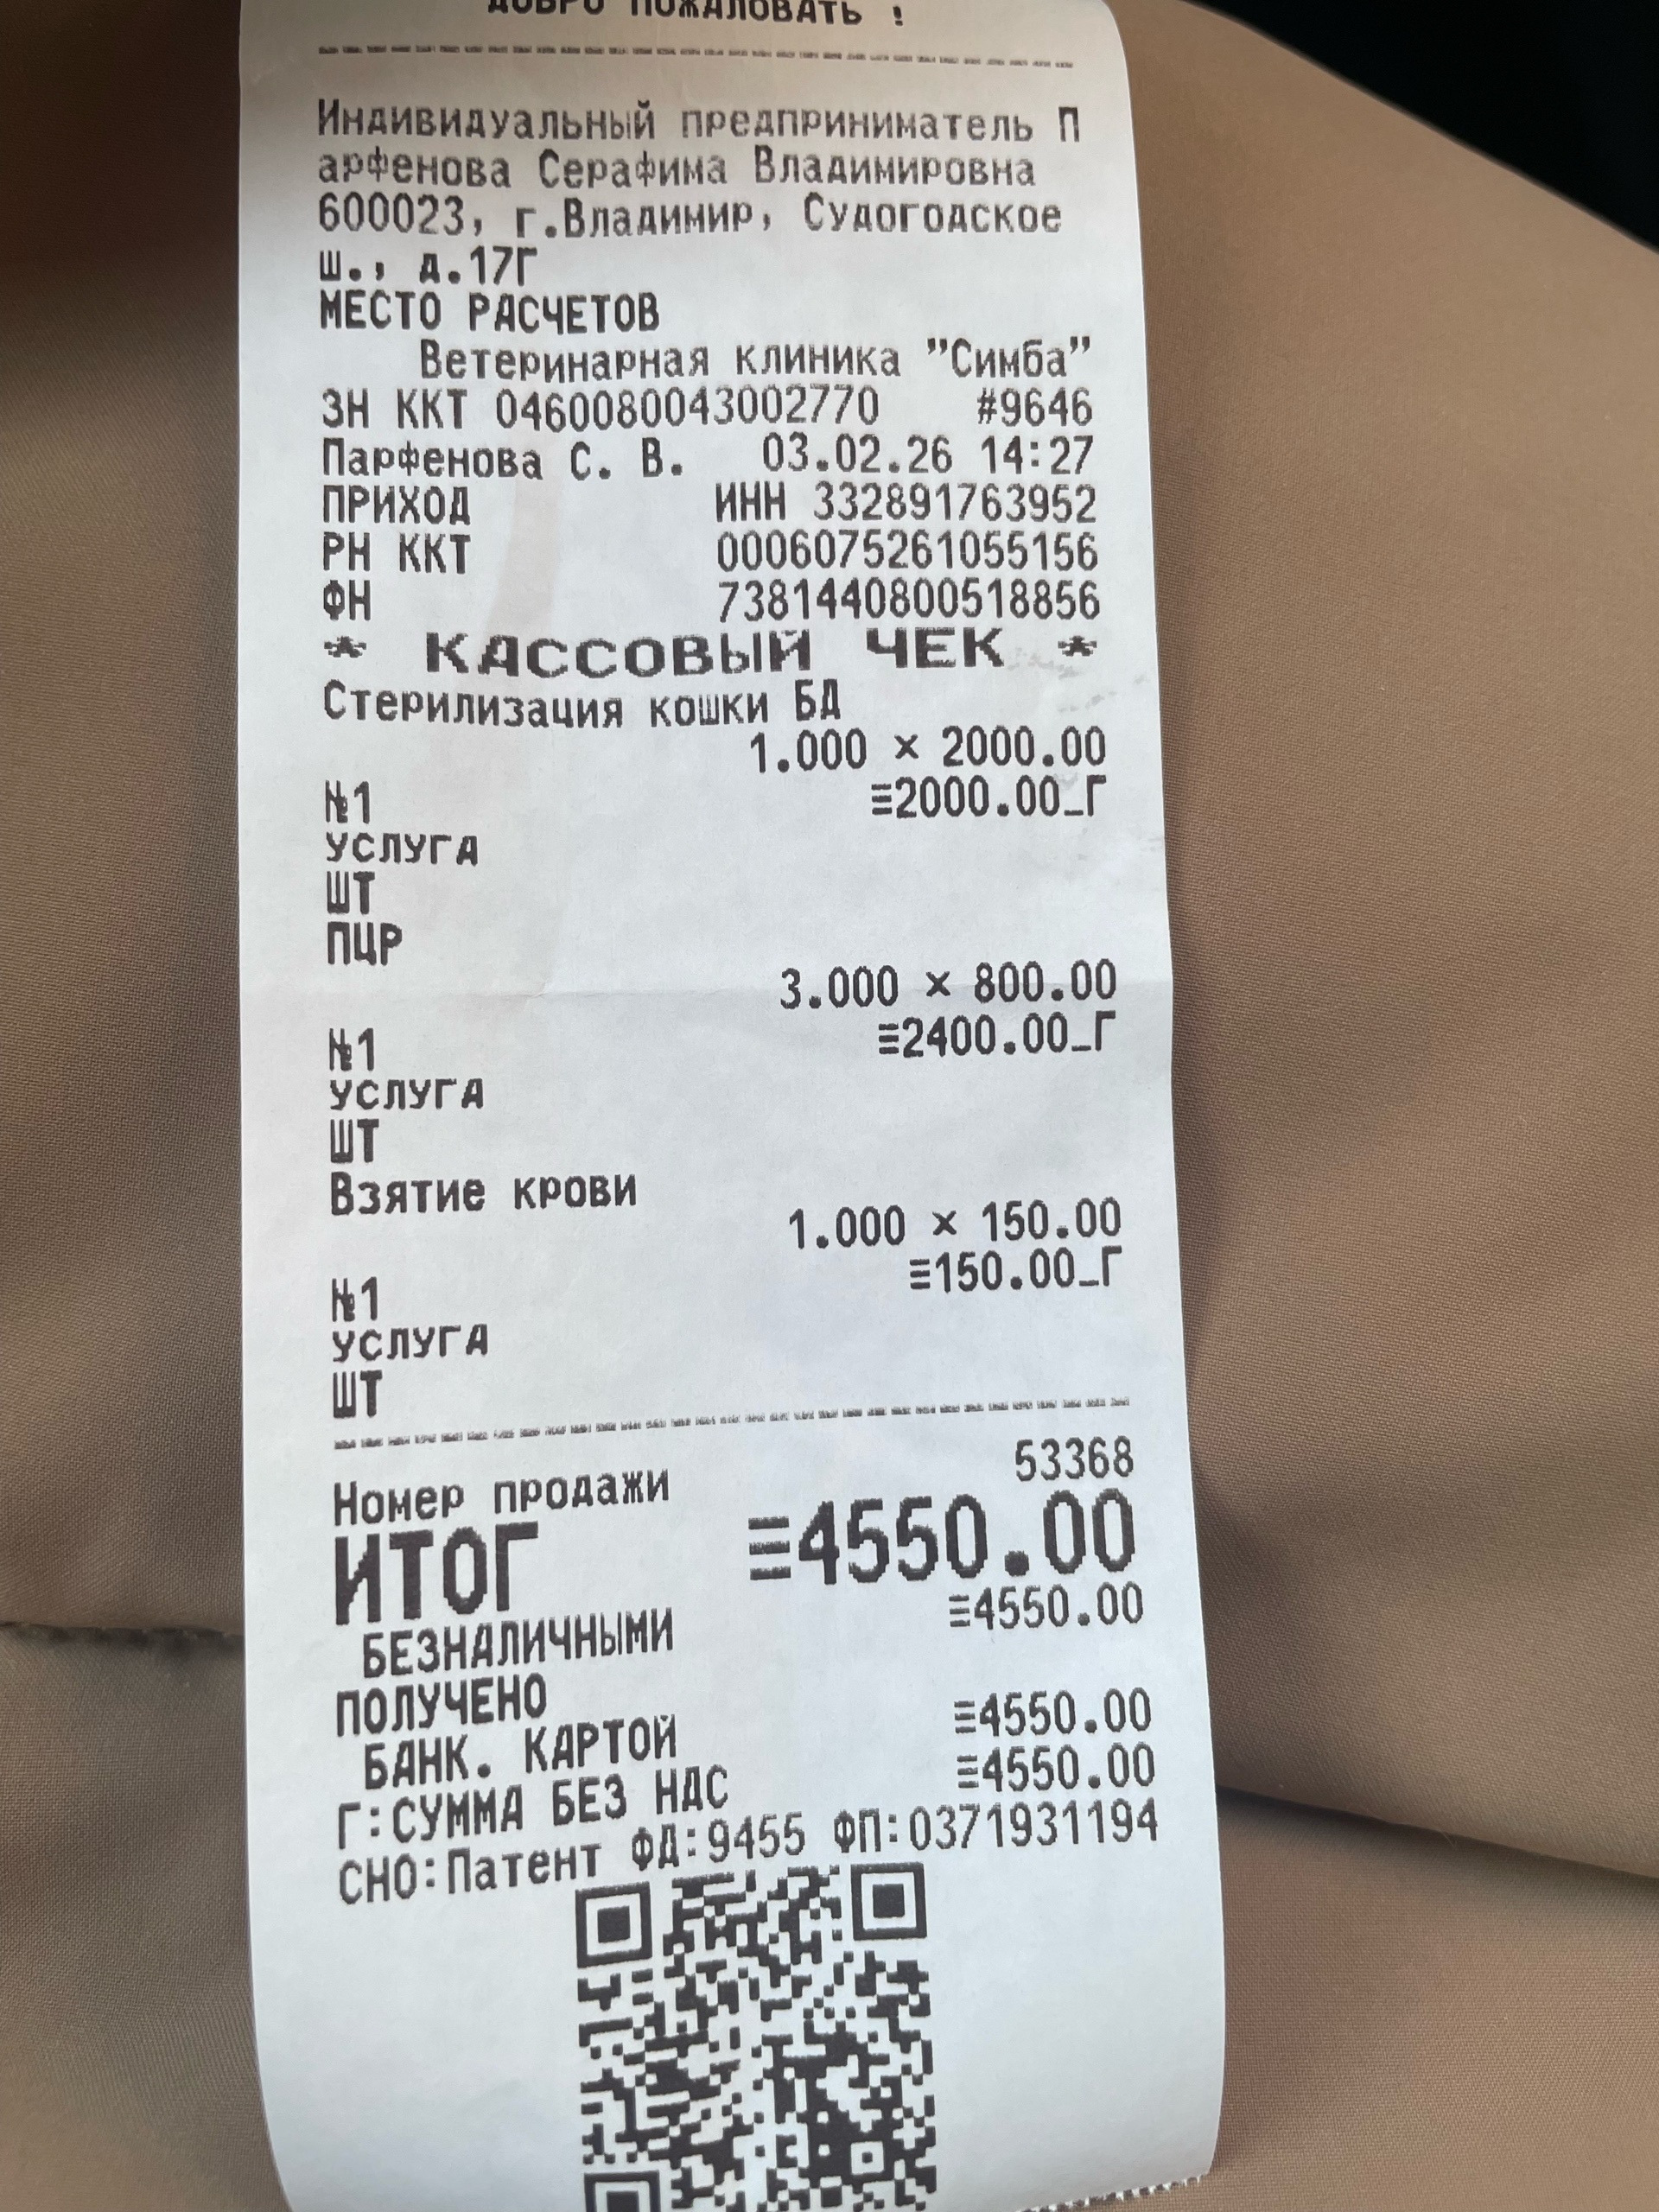 ДОБРО ПОЖАЛОВАТЬ !
Индивидуальный предприниматель П
арфенова Серафима Владимировна
600023, г.Владимир, Судогодское
ш., д.17Г
МЕСТО РАСЧЕТОВ
Ветеринарная клиника "Симба"
ЗН ККТ 0460080043002770 #9646
Парфенова С. В. 03.02.26 14:27
ПРИХОД ИНН 332891763952
РН ККТ 0006075261055156
ФН 7381440800518856
* КАССОВЫЙ ЧЕК *
Стерилизация кошки БД
1.000 × 2000.00
№1 ≡2000.00_Г
УСЛУГА
ШТ
ПЦР
3.000 × 800.00
№1 ≡2400.00_Г
УСЛУГА
ШТ
Взятие крови
1.000 × 150.00
№1 ≡150.00_Г
УСЛУГА
ШТ
Номер продажи 53368
ИТОГ ≡4550.00
БЕЗНАЛИЧНЫМИ ≡4550.00
ПОЛУЧЕНО
БАНК. КАРТОЙ ≡4550.00
Г:СУММА БЕЗ НДС ≡4550.00
СНО:Патент ФД:9455 ФП:0371931194